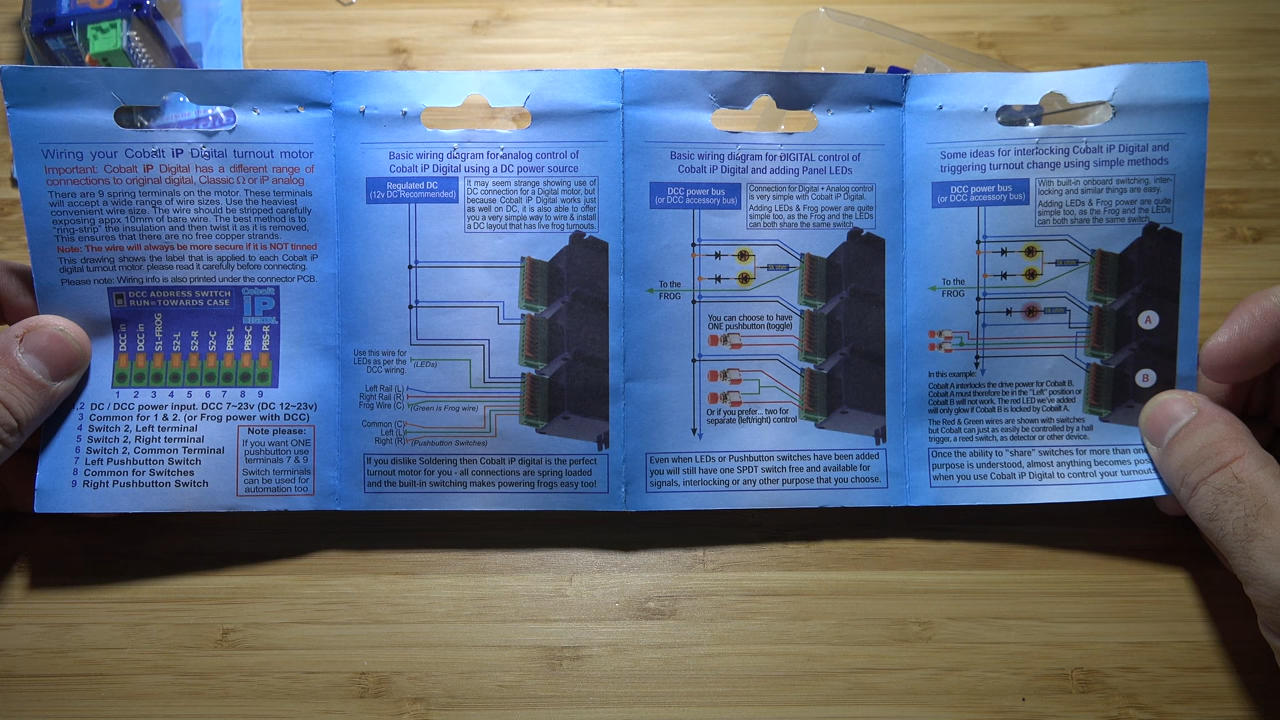 Wiring your Cobalt iP Digital turnout motor
Important: Cobalt iP Digital has a different range of
connections to original digital, Classic Ω or iP analog
There are 9 spring terminals on the motor. These terminals
will accept a wide range of wire sizes. Use the heaviest
convenient wire size. The wire should be stripped carefully
exposing appx 10mm of bare wire. The best method is to
"ring-strip" the insulation and then twist it as it is removed,
This ensures that there are no free copper strands.
Note: The wire will always be more secure if it is NOT tinned
This drawing shows the label that is applied to each Cobalt iP
digital turnout motor. please read it carefully before connecting.
Please note: Wiring info is also printed under the connector PCB.
DCC ADDRESS SWITCH
RUN=TOWARDS CASE
Cobalt
iP
DIGITAL
DCC in
DCC in
S1-FROG
S2-L
S2-R
S2-C
PBS-L
PBS-C
PBS-R
1 2 3 4 5 6 7 8 9
1,2 DC / DCC power input. DCC 7~23v (DC 12~23v)
3 Common for 1 & 2. (or Frog power with DCC)
4 Switch 2, Left terminal
5 Switch 2, Right terminal
6 Switch 2, Common Terminal
7 Left Pushbutton Switch
8 Common for Switches
9 Right Pushbutton Switch
Note please:
If you want ONE
pushbutton use
terminals 7 & 9
Switch terminals
can be used for
automation too
Basic wiring diagram for analog control of
Cobalt iP Digital using a DC power source
Regulated DC
(12v DC Recommended)
It may seem strange showing use of
DC connection for a Digital motor, but
because Cobalt iP Digital works just
as well on DC, it is also able to offer
you a very simple way to wire & install
a DC layout that has live frog turnouts.
Use this wire for
LEDs as per the
DCC wiring.
(LEDs)
Left Rail (L)
Right Rail (R)
Frog Wire (C)
(Green is Frog wire)
Common (C)
Left (L)
Right (R)
(Pushbutton Switches)
If you dislike Soldering then Cobalt iP digital is the perfect
turnout motor for you - all connections are spring loaded
and the built-in switching makes powering frogs easy too!
Basic wiring diagram for DIGITAL control of
Cobalt iP Digital and adding Panel LEDs
DCC power bus
(or DCC accessory bus)
Connection for Digital + Analog control
is very simple with Cobalt iP Digital.
Adding LEDs & Frog power are quite
simple too, as the Frog and the LEDs
can both share the same switch.
To the
FROG
You can choose to have
ONE pushbutton (toggle)
Or if you prefer... two for
separate (left/right) control
Even when LEDs or Pushbutton switches have been added
you will still have one SPDT switch free and available for
signals, interlocking or any other purpose that you choose.
Some ideas for interlocking Cobalt iP Digital and
triggering turnout change using simple methods
DCC power bus
(or DCC accessory bus)
With built-in onboard switching, inter-
locking and similar things are easy.
Adding LEDs & Frog power are quite
simple too, as the Frog and the LEDs
can both share the same switch
To the
FROG
A
B
In this example:
Cobalt A interlocks the drive power for Cobalt B.
Cobalt A must therefore be in the "Left" position or
Cobalt B will not work. The red LED we've added
will only glow if Cobalt B is locked by Cobalt A.
The Red & Green wires are shown with switches
but Cobalt can just as easily be controlled by a hall
trigger, a reed switch, as detector or other device.
Once the ability to "share" switches for more than one
purpose is understood, almost anything becomes
when you use Cobalt iP Digital to control your turnouts